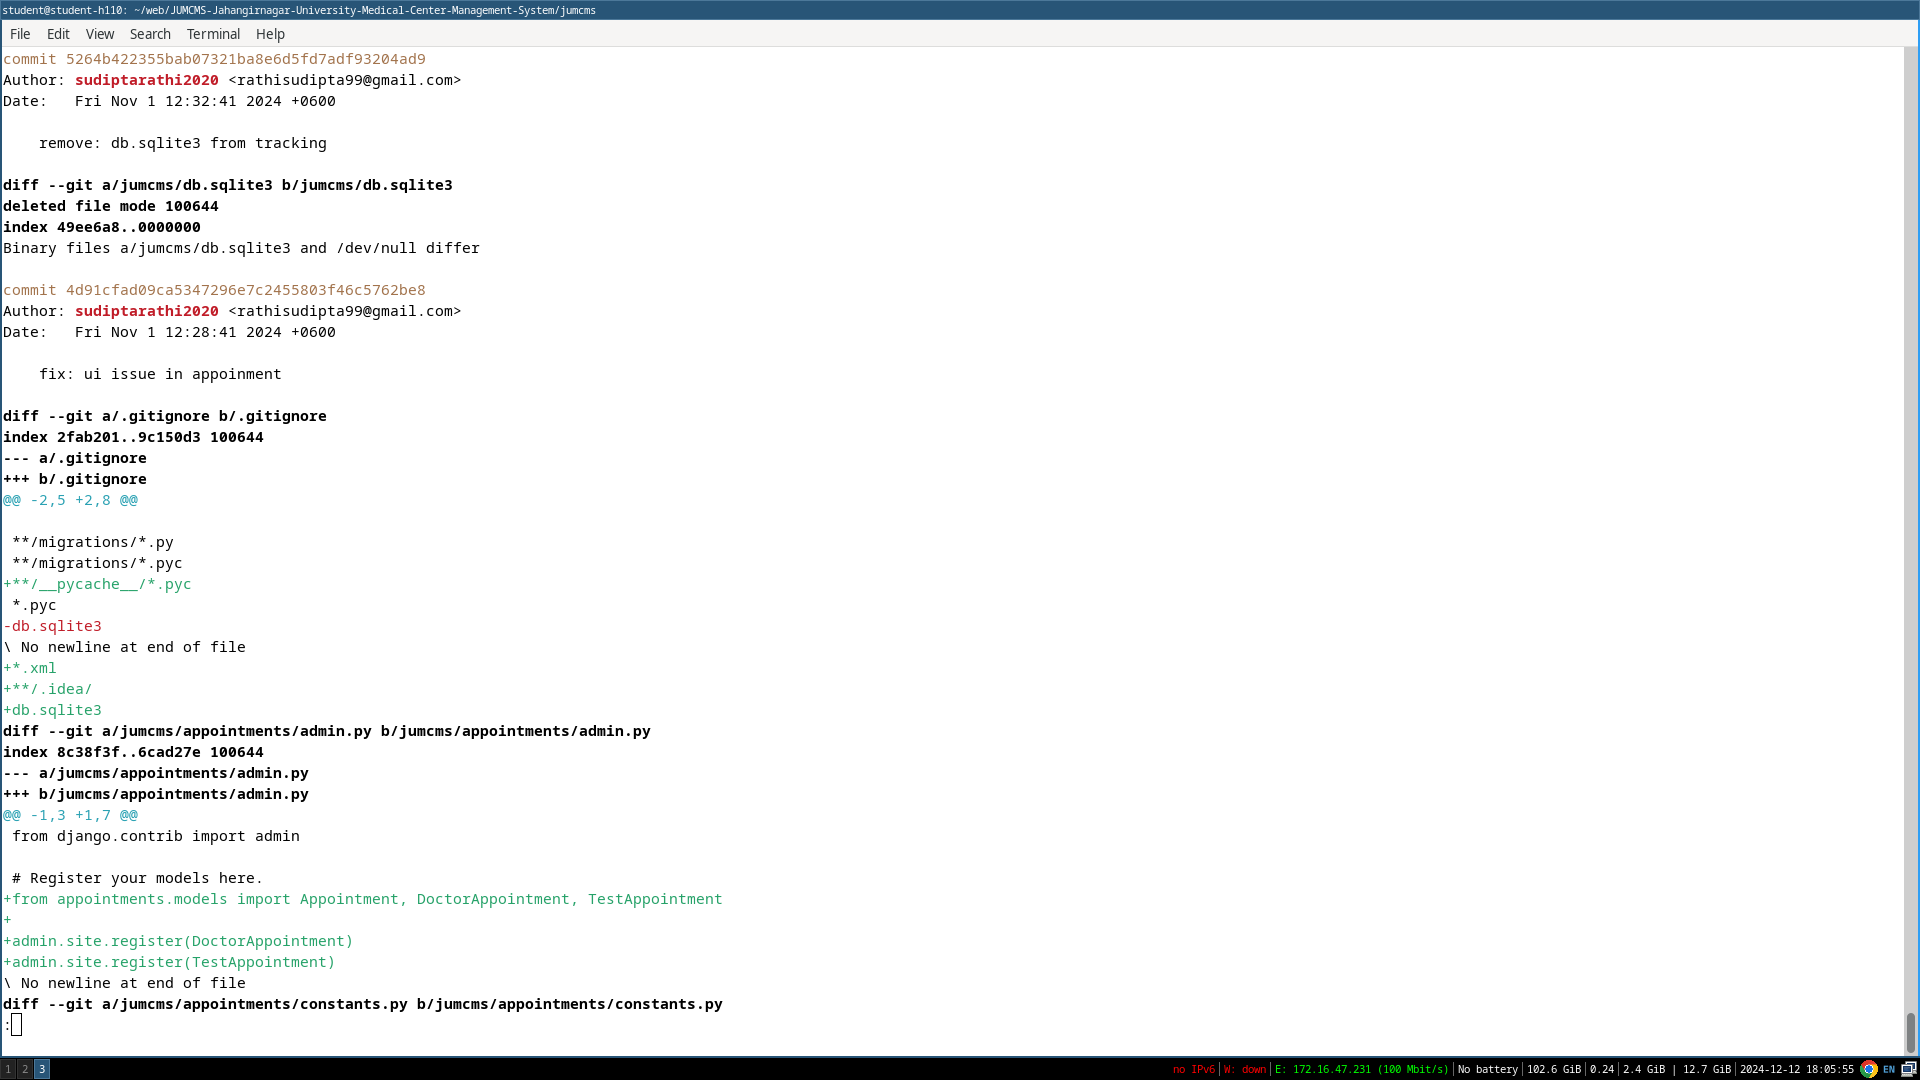 student@student-h110: ~/web/JUMCMS-Jahangirnagar-University-Medical-Center-Management-System/jumcms
File Edit View Search Terminal Help
commit 5264b422355bab07321ba8e6d5fd7adf93204ad9
Author: sudiptarathi2020 <rathisudipta99@gmail.com>
Date:   Fri Nov 1 12:32:41 2024 +0600
    remove: db.sqlite3 from tracking
diff --git a/jumcms/db.sqlite3 b/jumcms/db.sqlite3
deleted file mode 100644
index 49ee6a8..0000000
Binary files a/jumcms/db.sqlite3 and /dev/null differ
commit 4d91cfad09ca5347296e7c2455803f46c5762be8
Author: sudiptarathi2020 <rathisudipta99@gmail.com>
Date:   Fri Nov 1 12:28:41 2024 +0600
    fix: ui issue in appoinment
diff --git a/.gitignore b/.gitignore
index 2fab201..9c150d3 100644
--- a/.gitignore
+++ b/.gitignore
@@ -2,5 +2,8 @@
 **/migrations/*.py
 **/migrations/*.pyc
+**/__pycache__/*.pyc
 *.pyc
-db.sqlite3
\ No newline at end of file
+*.xml
+**/.idea/
+db.sqlite3
diff --git a/jumcms/appointments/admin.py b/jumcms/appointments/admin.py
index 8c38f3f..6cad27e 100644
--- a/jumcms/appointments/admin.py
+++ b/jumcms/appointments/admin.py
@@ -1,3 +1,7 @@
 from django.contrib import admin
 # Register your models here.
+from appointments.models import Appointment, DoctorAppointment, TestAppointment
+
+admin.site.register(DoctorAppointment)
+admin.site.register(TestAppointment)
\ No newline at end of file
diff --git a/jumcms/appointments/constants.py b/jumcms/appointments/constants.py
:
1 2 3 no IPv6 | W: down | E: 172.16.47.231 (100 Mbit/s) | No battery | 102.6 GiB | 0.24 | 2.4 GiB | 12.7 GiB | 2024-12-12 18:05:55 EN